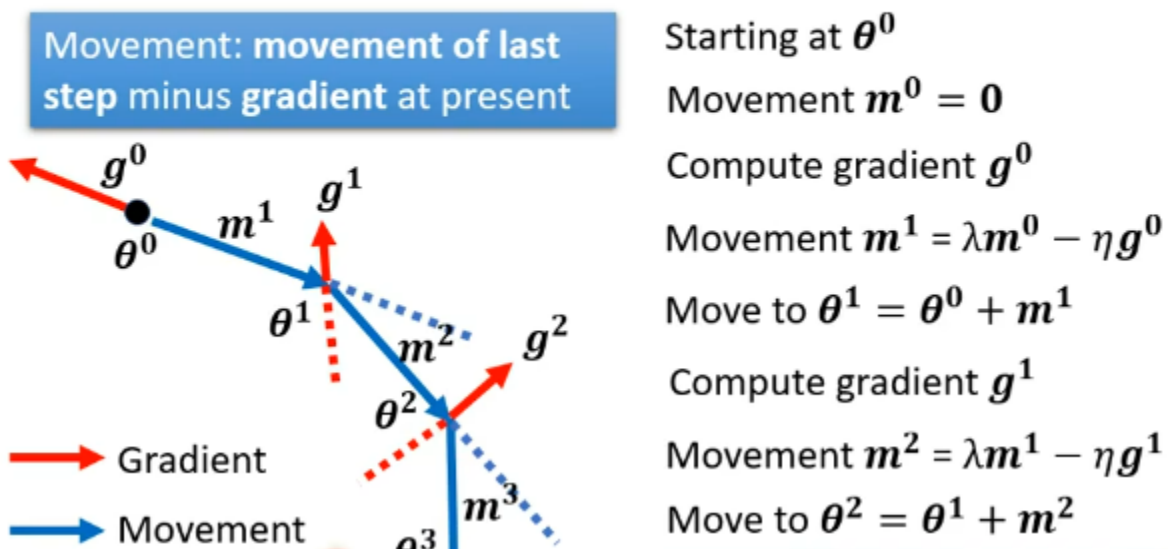 Movement: movement of last
step minus gradient at present
g⁰
m¹
g¹
θ⁰
θ¹
m²
g²
θ²
Gradient
m³
Movement
θ³
Starting at θ⁰
Movement m⁰ = 0
Compute gradient g⁰
Movement m¹ = λm⁰ − ηg⁰
Move to θ¹ = θ⁰ + m¹
Compute gradient g¹
Movement m² = λm¹ − ηg¹
Move to θ² = θ¹ + m²